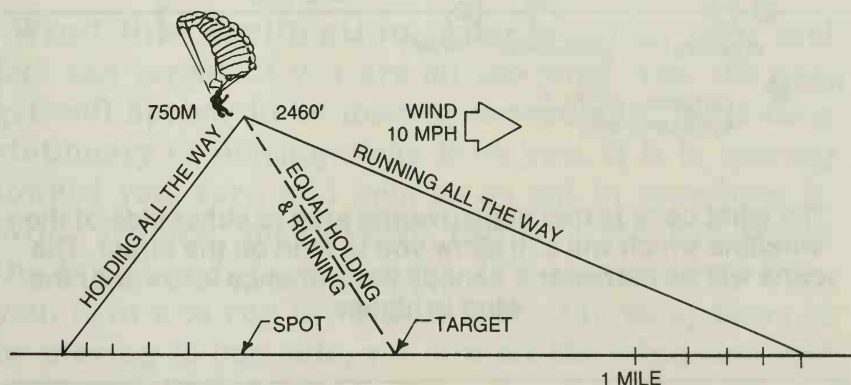 750M
2460'
WIND
10 MPH
HOLDING ALL THE WAY
EQUAL HOLDING
& RUNNING
RUNNING ALL THE WAY
SPOT
TARGET
1 MILE